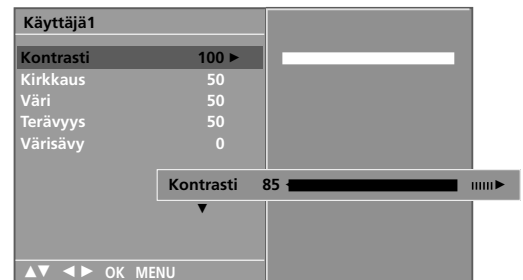 Käyttäjä1
Kontrasti 100 ►
Kirkkaus 50
Väri 50
Terävyys 50
Värisävy 0
Kontrasti 85
▼
▲▼ ◄► OK MENU